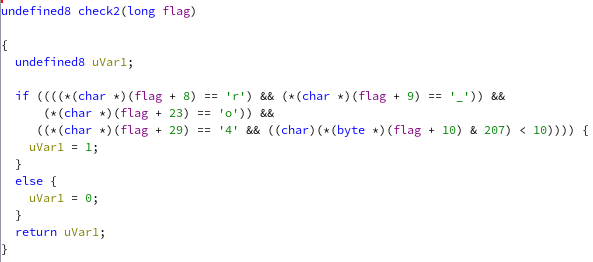 undefined8 check2(long flag)
{
undefined8 uVar1;
if ((((*(char *)(flag + 8) == 'r') && (*(char *)(flag + 9) == '_')) &&
(*(char *)(flag + 23) == 'o')) &&
((*(char *)(flag + 29) == '4' && ((char)(*(byte *)(flag + 10) & 207) < 10)))) {
uVar1 = 1;
}
else {
uVar1 = 0;
}
return uVar1;
}